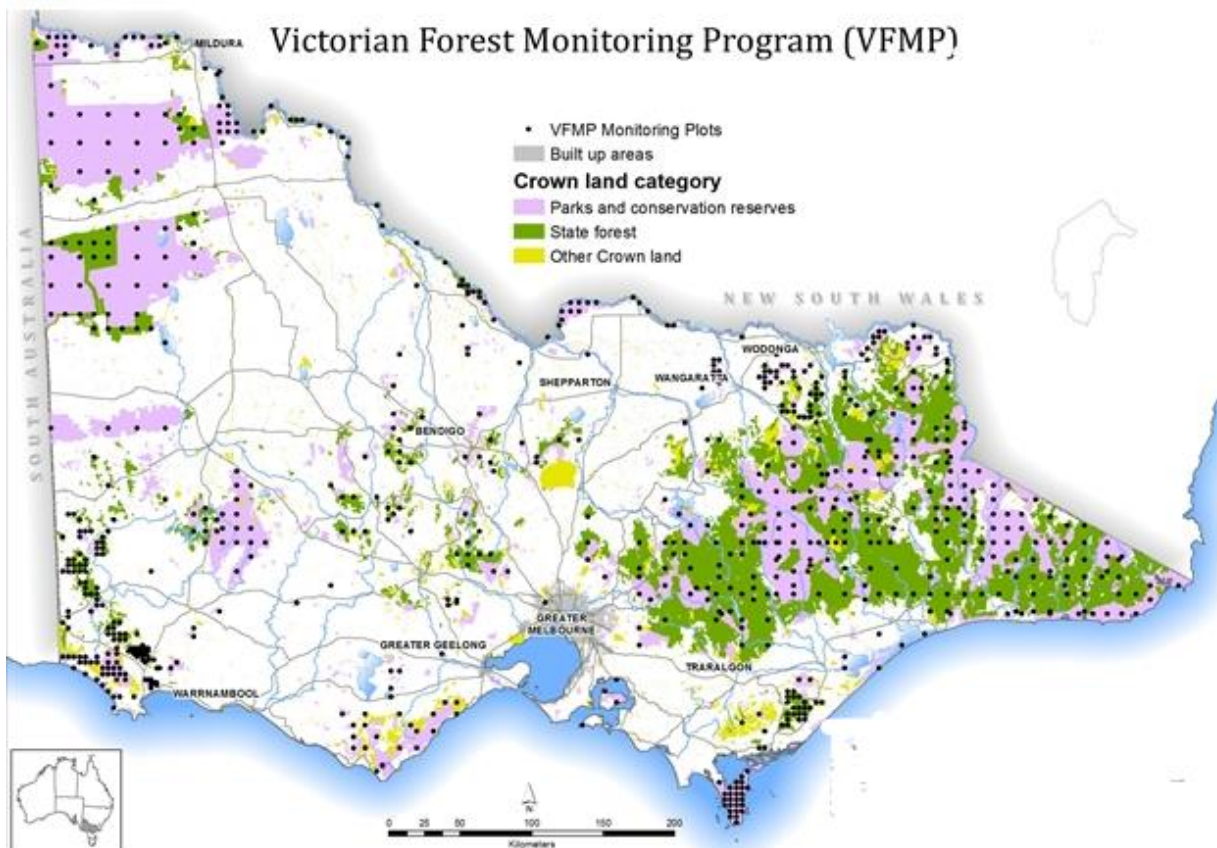 Victorian Forest Monitoring Program (VFMP)
MILDURA
VFMP Monitoring Plots
Built up areas
Crown land category
Parks and conservation reserves
State forest
Other Crown land
SOUTH AUSTRALIA
NEW SOUTH WALES
WODONGA
SHEPPARTON
WANGARATTA
BENDIGO
GREATER
MELBOURNE
GREATER GEELONG
TRARALGON
WARRNAMBOOL
N
0 25 50 100 150 200
Kilometers